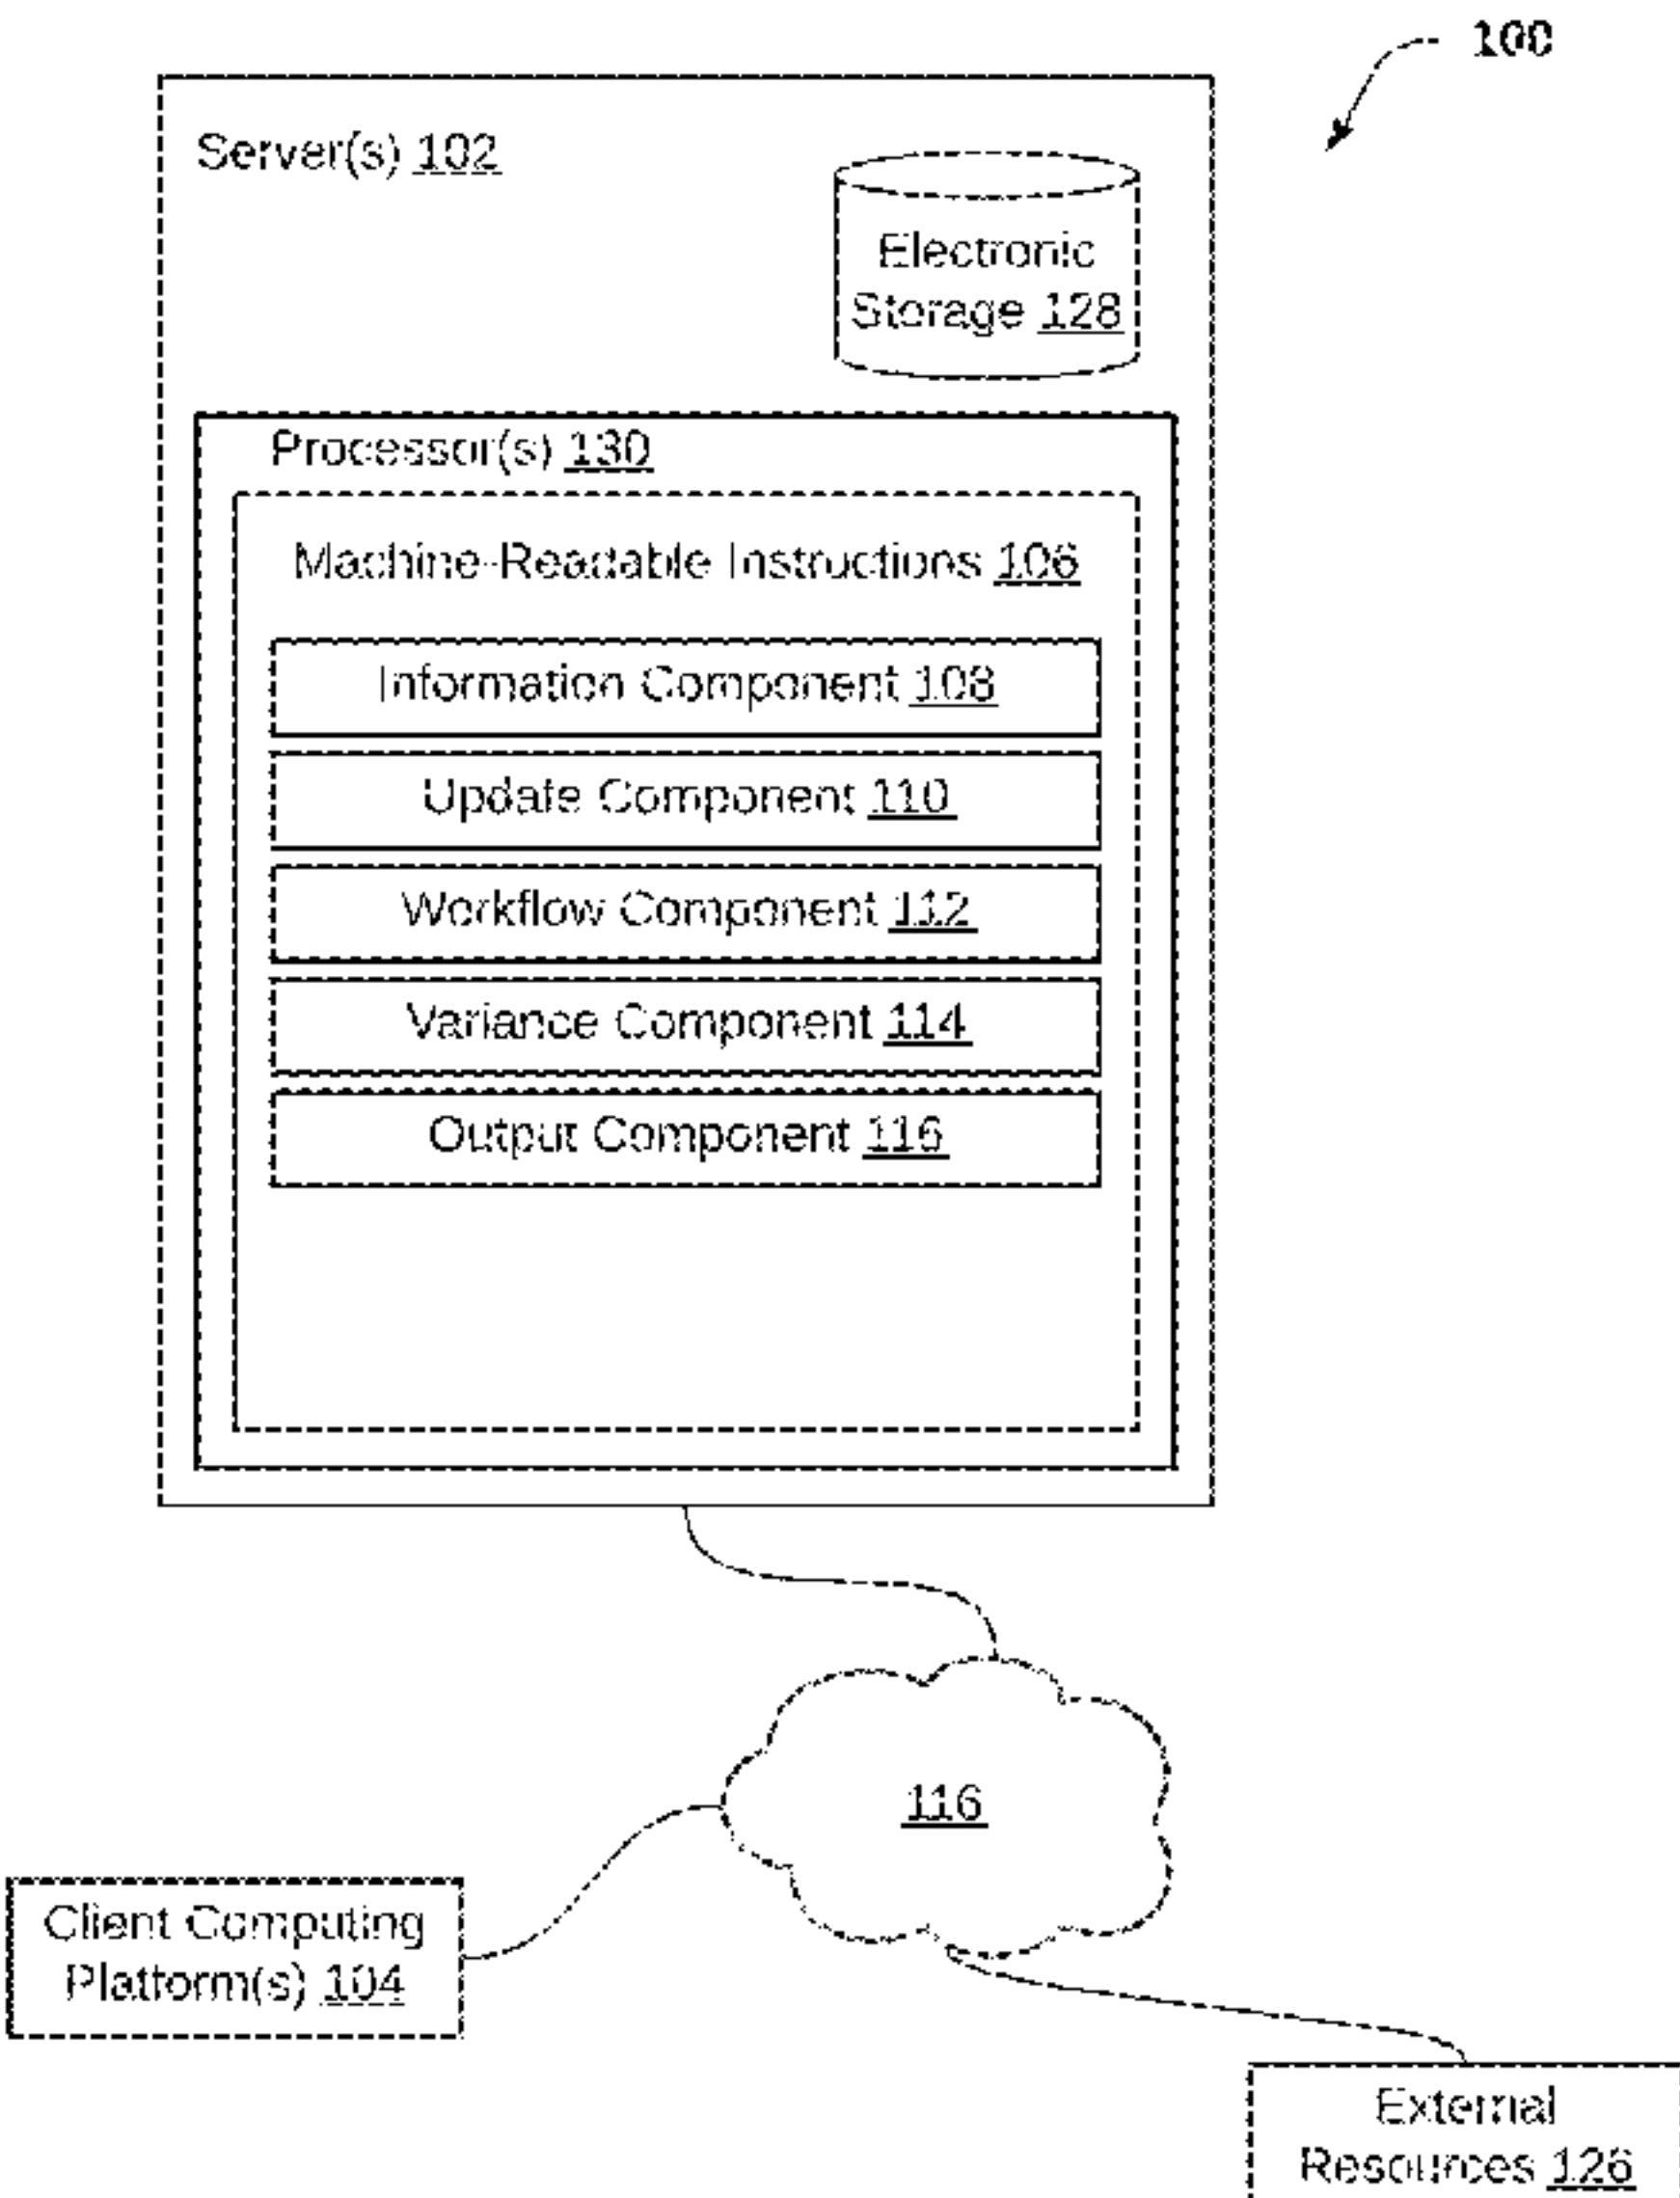 100
Server(s) 102
Electronic
Storage 128
Processor(s) 130
Machine-Readable Instructions 106
Information Component 108
Update Component 110
Workflow Component 112
Variance Component 114
Output Component 116
116
Client Computing
Platform(s) 104
External
Resources 126